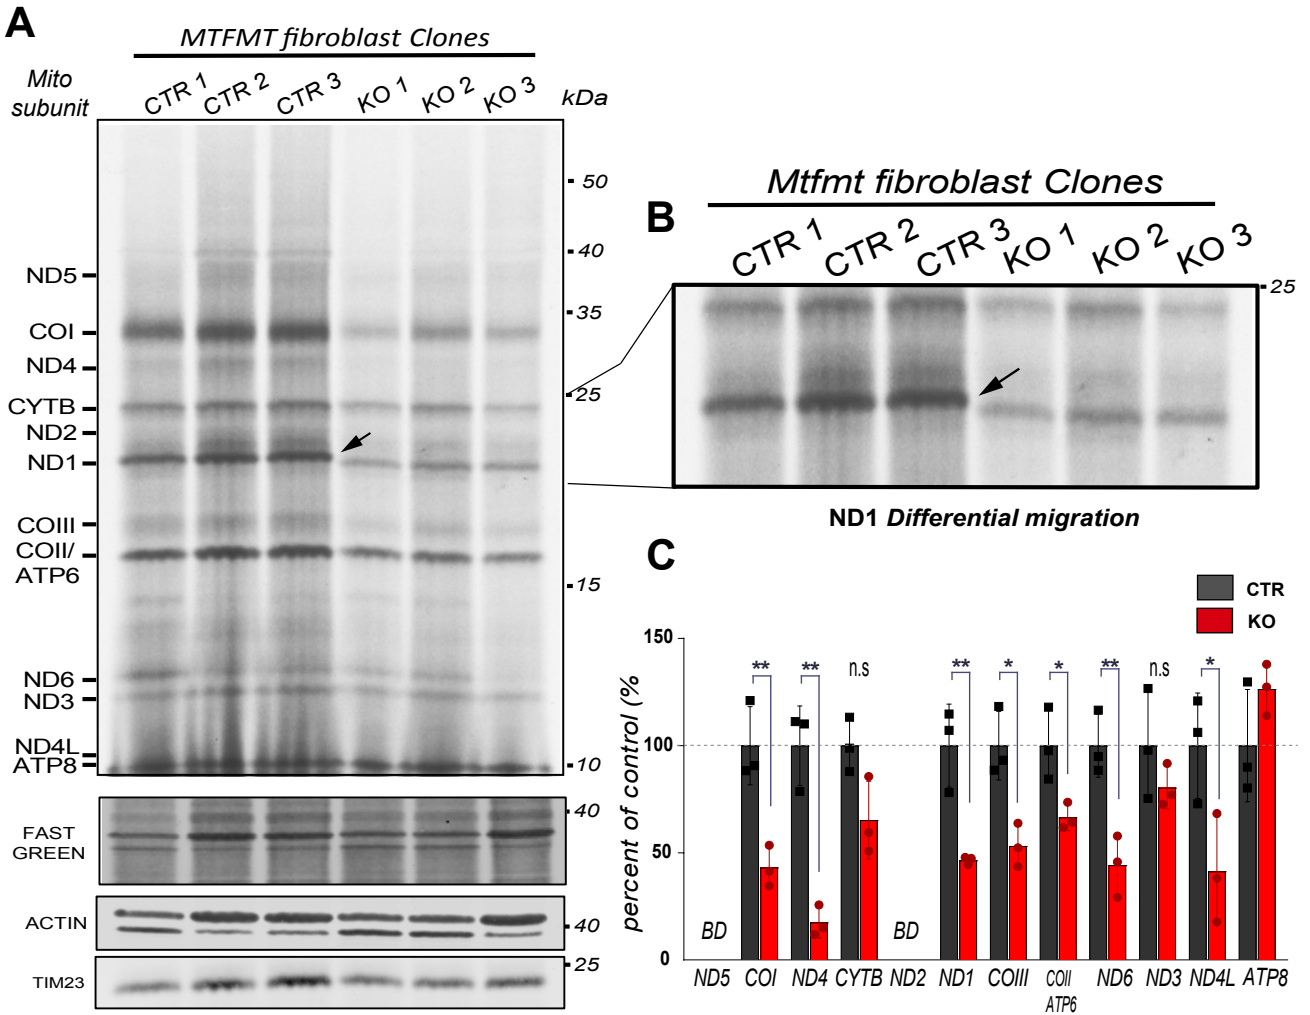 A
MTFMT fibroblast Clones
Mito
subunit
CTR 1
CTR 2
CTR 3
KO 1
KO 2
KO 3
kDa
50
40
35
25
15
10
ND5
COI
ND4
CYTB
ND2
ND1
COIII
COII/
ATP6
ND6
ND3
ND4L
ATP8
FAST
GREEN
40
ACTIN
40
TIM23
25
B
Mtfmt fibroblast Clones
CTR 1
CTR 2
CTR 3
KO 1
KO 2
KO 3
25
ND1 Differential migration
C
CTR
KO
percent of control (%
150
100
50
0
BD
**
**
n.s
BD
**
*
*
**
n.s
*
ND5
COI
ND4
CYTB
ND2
ND1
COIII
COII
ATP6
ND6
ND3
ND4L
ATP8